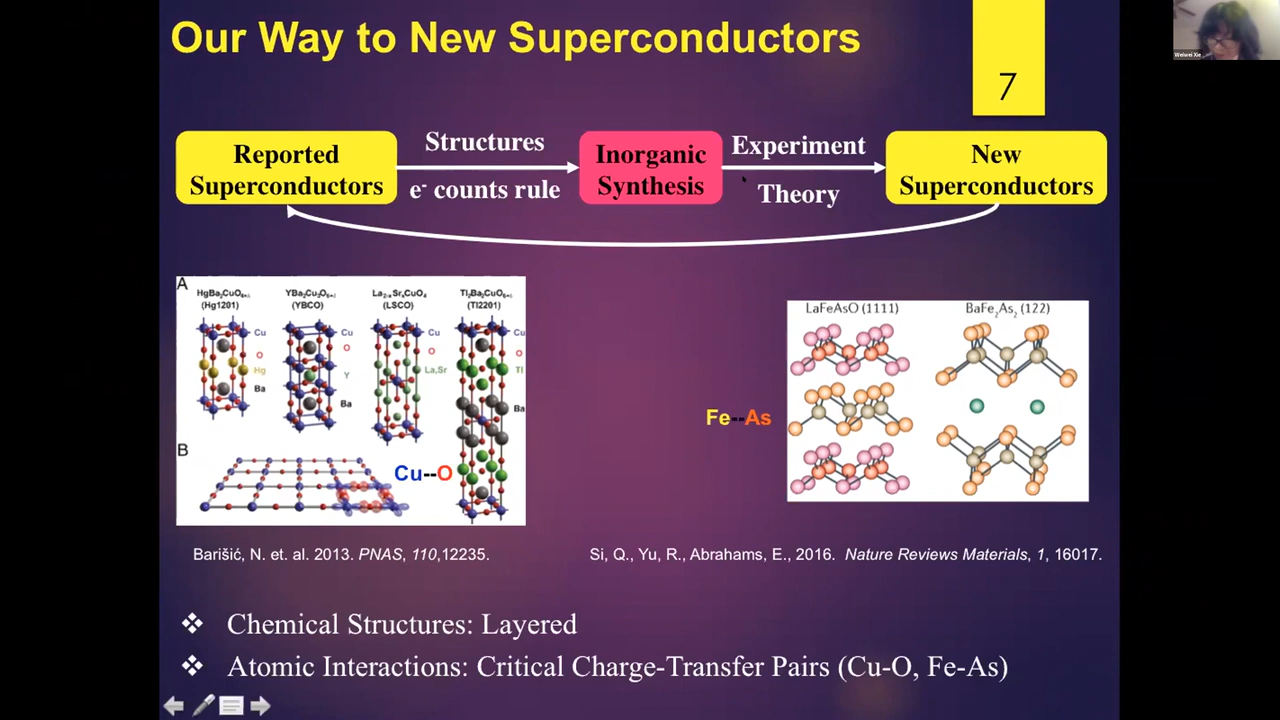 Our Way to New Superconductors
7
Weiwei Xie
Reported
Superconductors
Structures
e- counts rule
Inorganic
Synthesis
Experiment
Theory
New
Superconductors
A
HgBa2CuO6+δ
(Hg1201)
YBa2Cu3O6+δ
(YBCO)
La2-xSrxCuO4
(LSCO)
Tl2Ba2CuO6+δ
(Tl2201)
Cu
O
Hg
Ba
Cu
O
Y
Ba
Cu
O
La,Sr
Cu
O
Tl
Ba
B
Cu--O
LaFeAsO (1111)
BaFe2As2 (122)
Fe--As
Barišić, N. et. al. 2013. PNAS, 110,12235.
Si, Q., Yu, R., Abrahams, E., 2016. Nature Reviews Materials, 1, 16017.
❖ Chemical Structures: Layered
❖ Atomic Interactions: Critical Charge-Transfer Pairs (Cu-O, Fe-As)